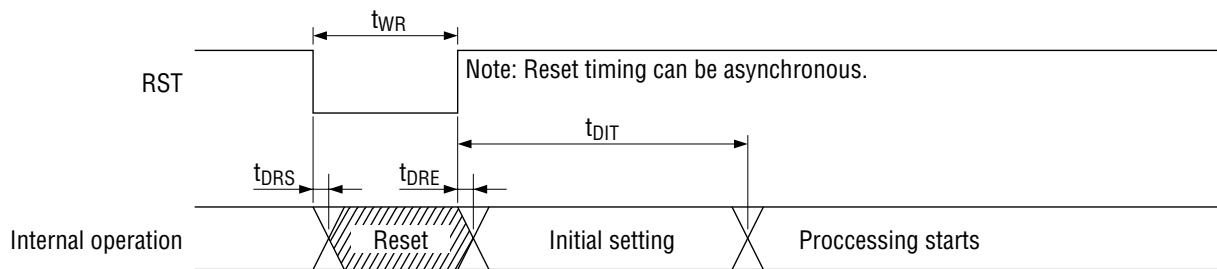 tWR
RST
Note: Reset timing can be asynchronous.
tDIT
tDRS
tDRE
Internal operation
Reset
Initial setting
Proccessing starts